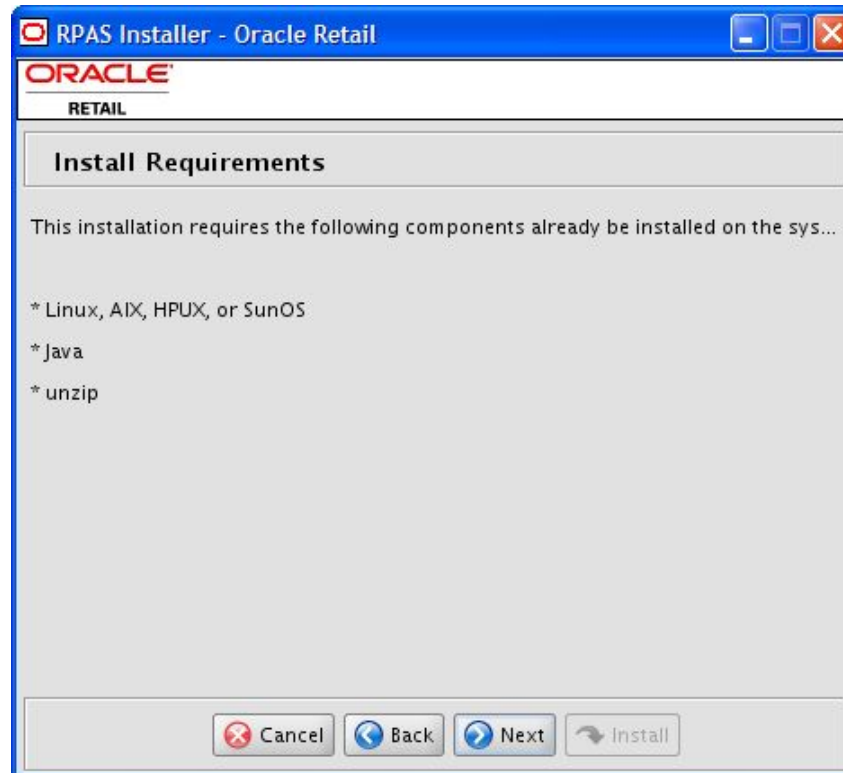 RPAS Installer - Oracle Retail
ORACLE
RETAIL
Install Requirements
This installation requires the following components already be installed on the sys...
* Linux, AIX, HPUX, or SunOS
* Java
* unzip
Cancel Back Next Install